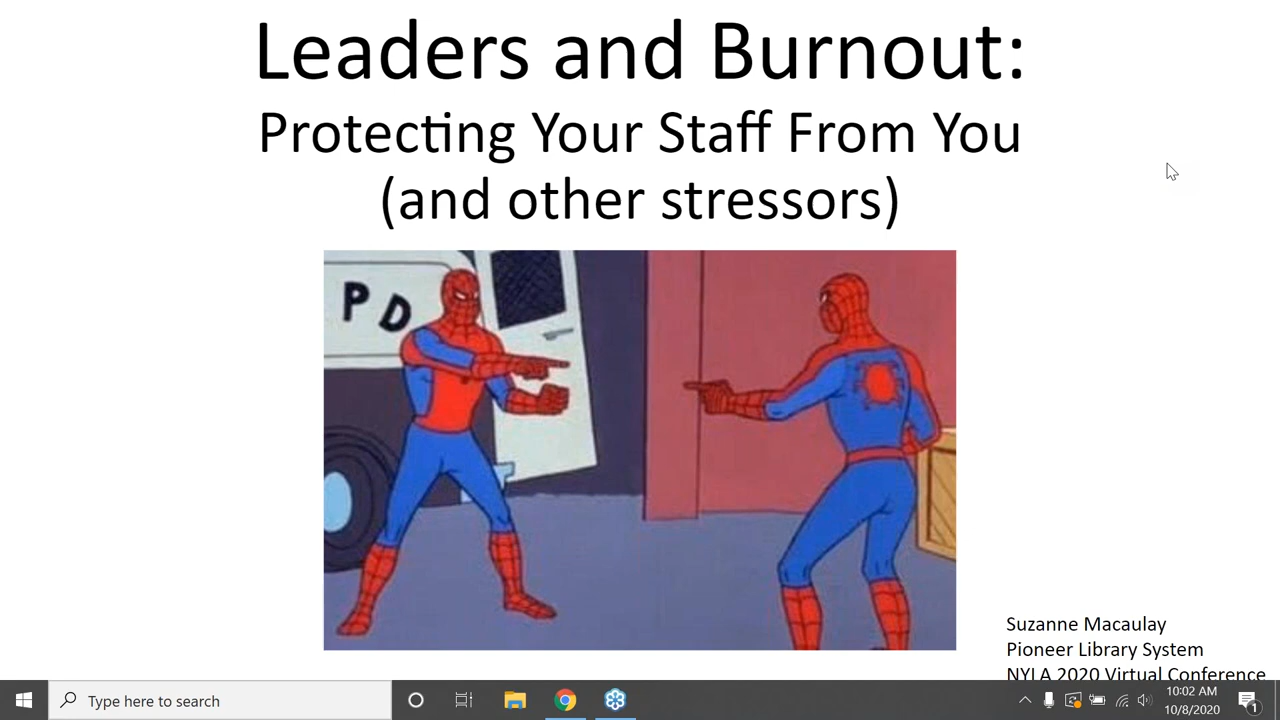 Leaders and Burnout:
Protecting Your Staff From You
(and other stressors)
PD
Suzanne Macaulay
Pioneer Library System
NYLA 2020 Virtual Conference
Type here to search
10:02 AM
10/8/2020
1